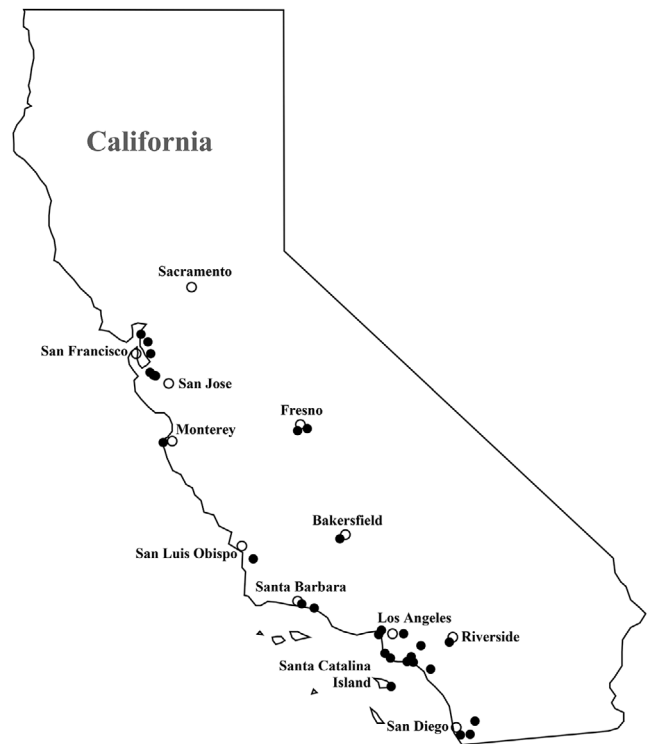 California
Sacramento
San Francisco
San Jose
Fresno
Monterey
Bakersfield
San Luis Obispo
Santa Barbara
Los Angeles
Riverside
Santa Catalina
Island
San Diego